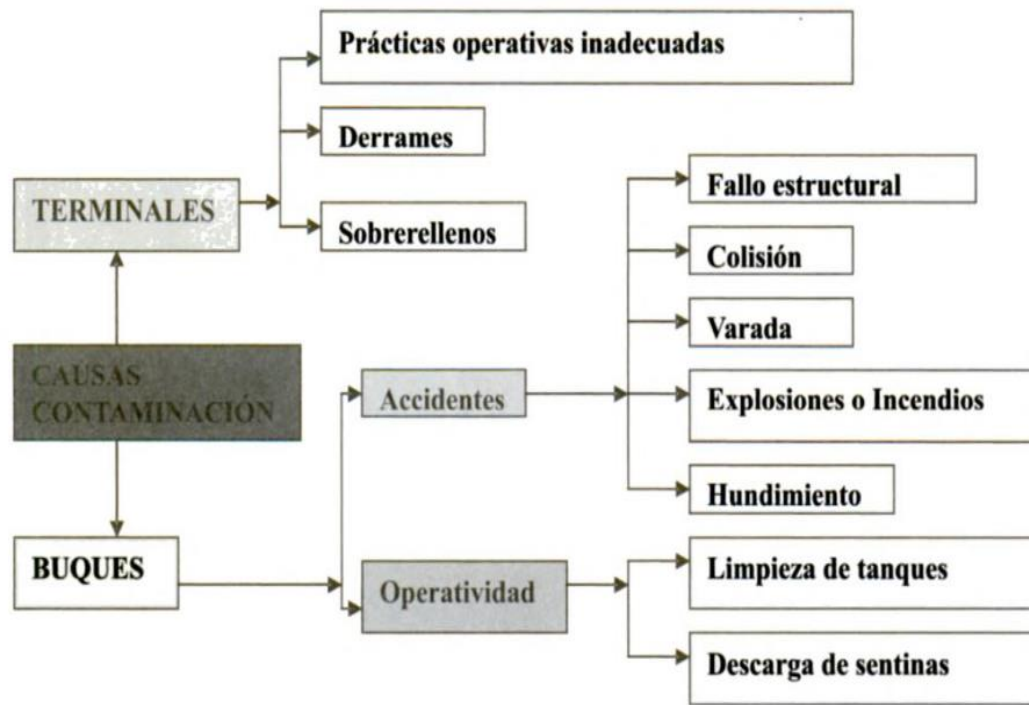 Prácticas operativas inadecuadas
Derrames
TERMINALES
Sobrerellenos
Fallo estructural
Colisión
Varada
CAUSAS
CONTAMINACIÓN
Accidentes
Explosiones o Incendios
Hundimiento
BUQUES
Operatividad
Limpieza de tanques
Descarga de sentinas